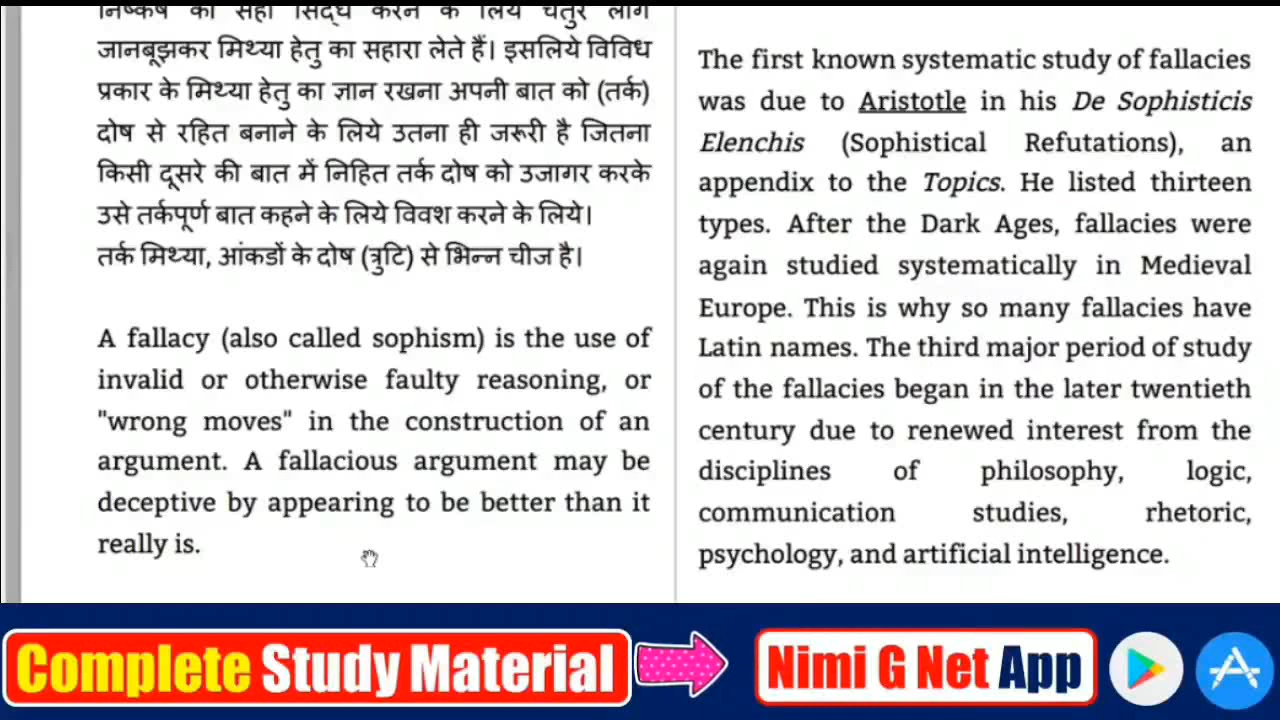 निष्कर्ष को सही सिद्ध करने के लिये चतुर लोग
जानबूझकर मिथ्या हेतु का सहारा लेते हैं। इसलिये विविध
प्रकार के मिथ्या हेतु का ज्ञान रखना अपनी बात को (तर्क)
दोष से रहित बनाने के लिये उतना ही जरूरी है जितना
किसी दूसरे की बात में निहित तर्क दोष को उजागर करके
उसे तर्कपूर्ण बात कहने के लिये विवश करने के लिये।
तर्क मिथ्या, आंकडों के दोष (त्रुटि) से भिन्न चीज है।
A fallacy (also called sophism) is the use of
invalid or otherwise faulty reasoning, or
"wrong moves" in the construction of an
argument. A fallacious argument may be
deceptive by appearing to be better than it
really is.
The first known systematic study of fallacies
was due to Aristotle in his De Sophisticis
Elenchis (Sophistical Refutations), an
appendix to the Topics. He listed thirteen
types. After the Dark Ages, fallacies were
again studied systematically in Medieval
Europe. This is why so many fallacies have
Latin names. The third major period of study
of the fallacies began in the later twentieth
century due to renewed interest from the
disciplines of philosophy, logic,
communication studies, rhetoric,
psychology, and artificial intelligence.
Complete Study Material
Nimi G Net App